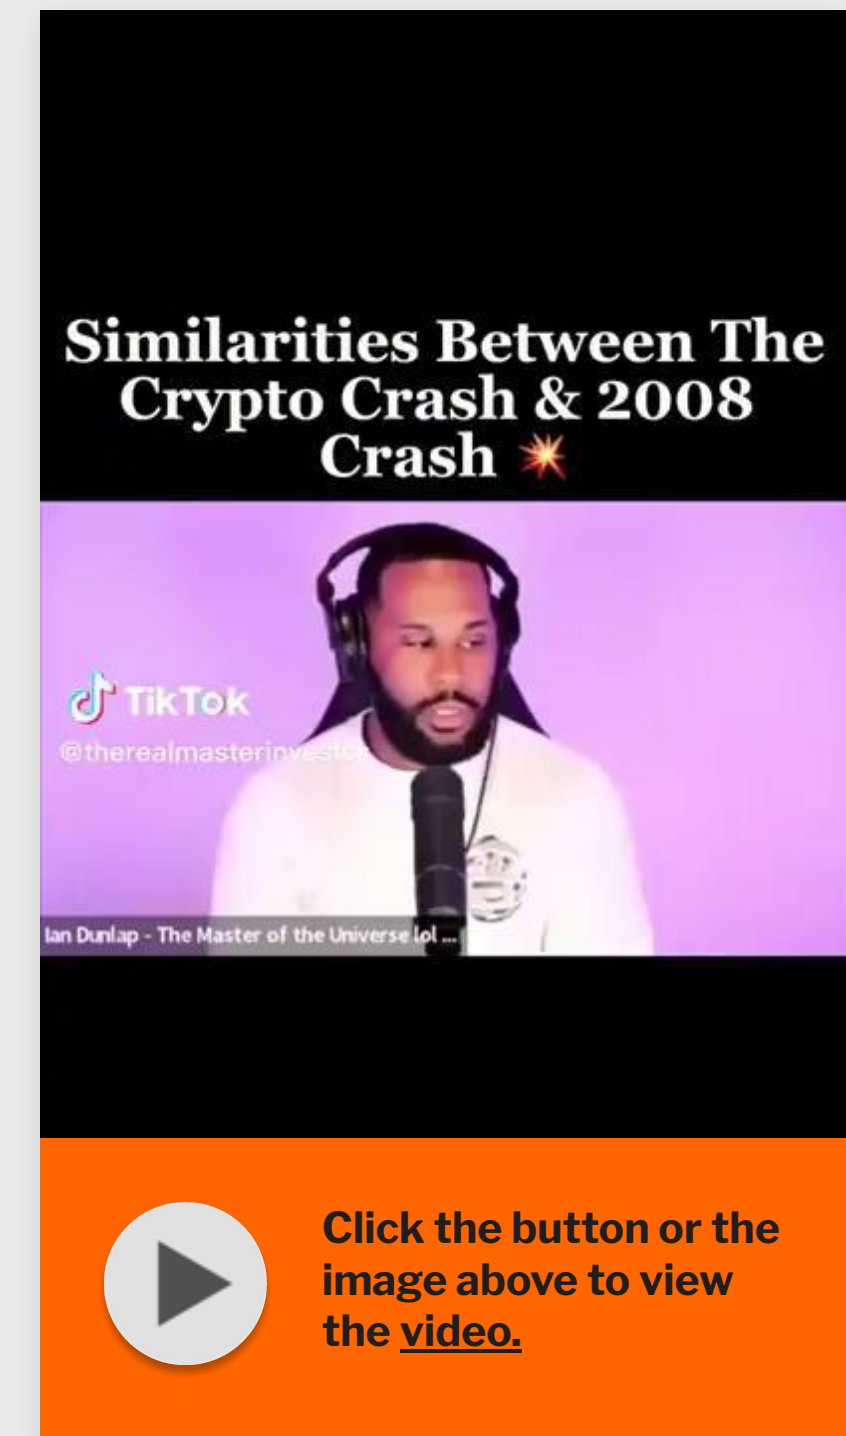 Similarities Between The
Crypto Crash & 2008
Crash 💥
TikTok
@therealmasterinvestor
Ian Dunlap - The Master of the Universe lol ...
Click the button or the
image above to view
the video.